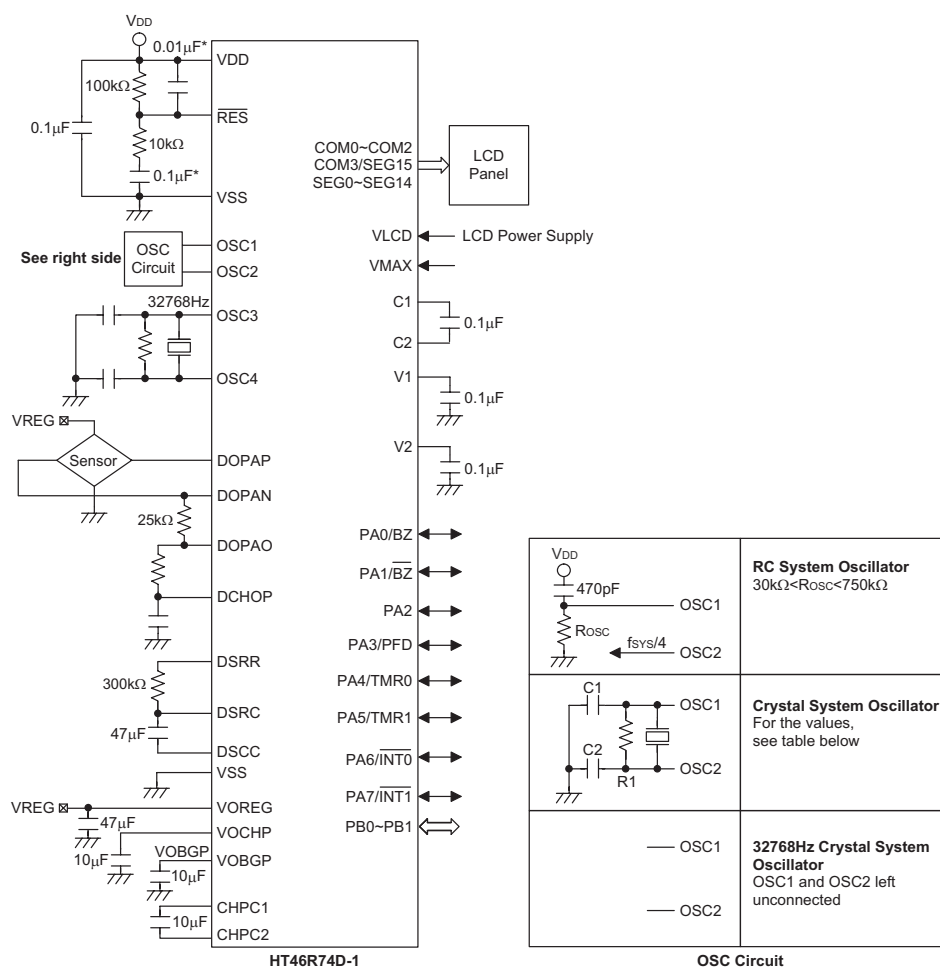 VDD
0.01µF*
VDD
100kΩ
RES
0.1µF
10kΩ
0.1µF*
VSS
See right side
OSC
Circuit
OSC1
OSC2
32768Hz
OSC3
OSC4
VREG
Sensor
DOPAP
DOPAN
25kΩ
DOPAO
DCHOP
DSRR
300kΩ
DSRC
47µF
DSCC
VSS
VREG
VOREG
47µF
VOCHP
10µF
VOBGP
VOBGP
10µF
CHPC1
10µF
CHPC2
COM0~COM2
COM3/SEG15
SEG0~SEG14
LCD
Panel
VLCD
LCD Power Supply
VMAX
C1
0.1µF
C2
V1
0.1µF
V2
0.1µF
PA0/BZ
PA1/BZ
PA2
PA3/PFD
PA4/TMR0
PA5/TMR1
PA6/INT0
PA7/INT1
PB0~PB1
HT46R74D-1
VDD
470pF
OSC1
ROSC
fSYS/4
OSC2
RC System Oscillator
30kΩ<ROSC<750kΩ
C1
OSC1
C2
R1
OSC2
Crystal System Oscillator
For the values,
see table below
OSC1
OSC2
32768Hz Crystal System
Oscillator
OSC1 and OSC2 left
unconnected
OSC Circuit